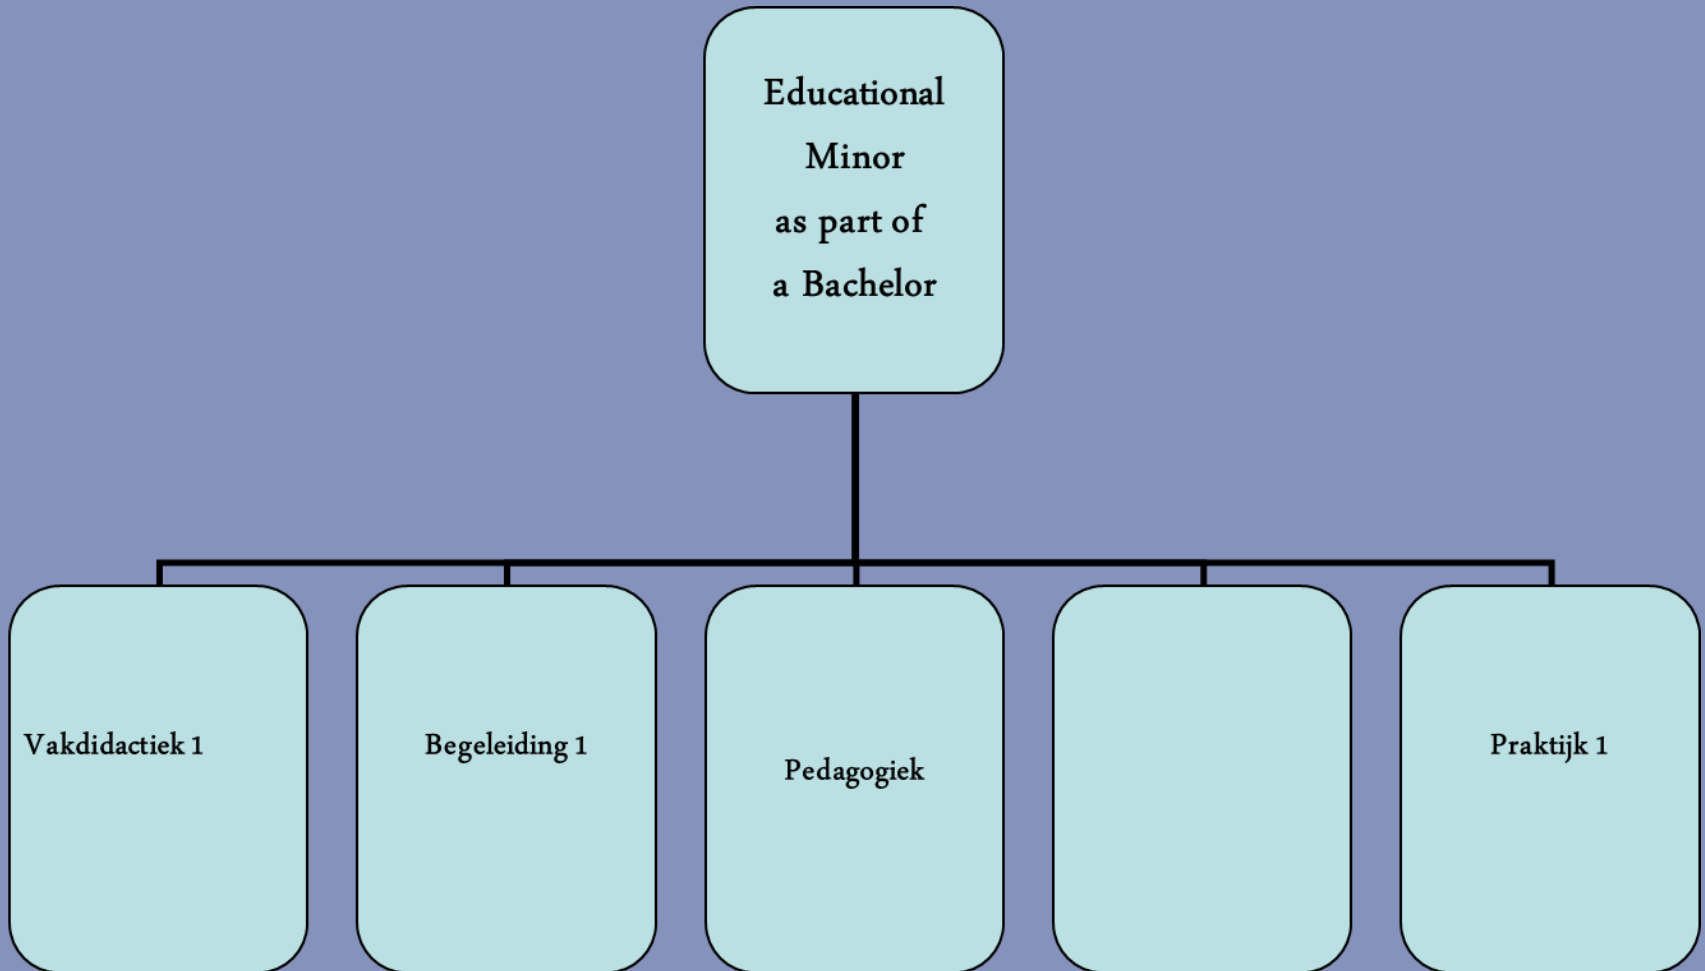 Educational
Minor
as part of
a Bachelor
Vakdidactiek 1
Begeleiding 1
Pedagogiek
Praktijk 1